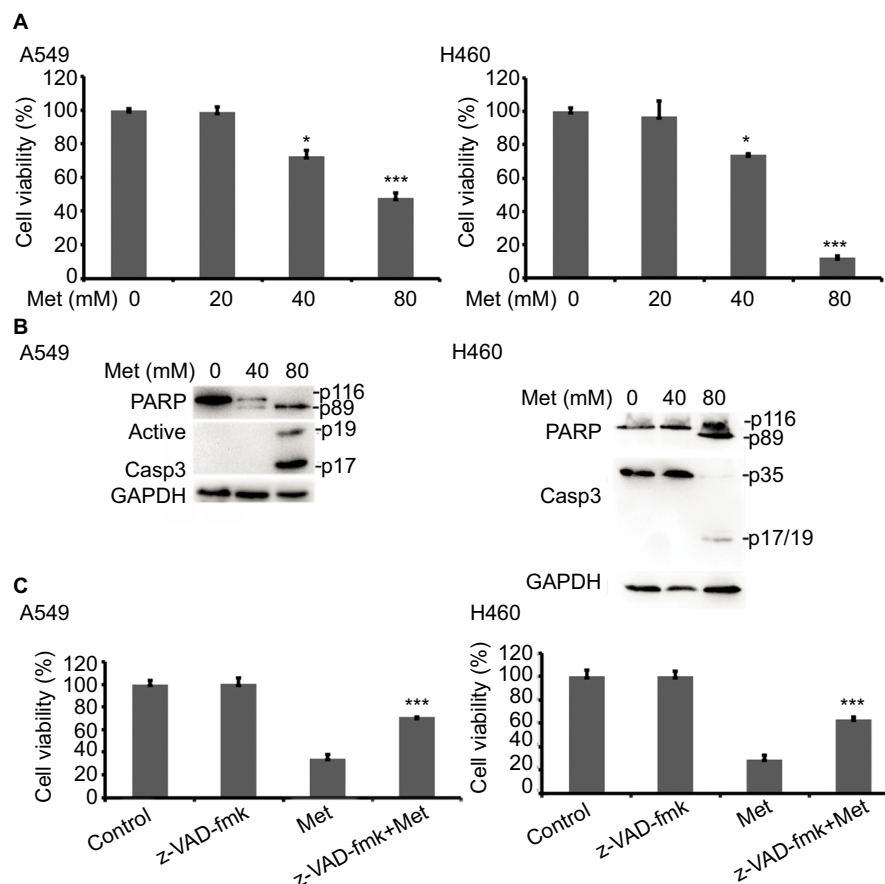 A
A549
Cell viability (%)
120
100
80
60
40
20
0
*
***
Met (mM) 0 20 40 80
H460
Cell viability (%)
120
100
80
60
40
20
0
*
***
Met (mM) 0 20 40 80
B
A549
Met (mM) 0 40 80
PARP
-p116
-p89
Active
-p19
Casp3
-p17
GAPDH
H460
Met (mM) 0 40 80
PARP
-p116
-p89
Casp3
-p35
-p17/19
GAPDH
C
A549
Cell viability (%)
120
100
80
60
40
20
0
***
Control z-VAD-fmk Met z-VAD-fmk+Met
H460
Cell viability (%)
120
100
80
60
40
20
0
***
Control z-VAD-fmk Met z-VAD-fmk+Met